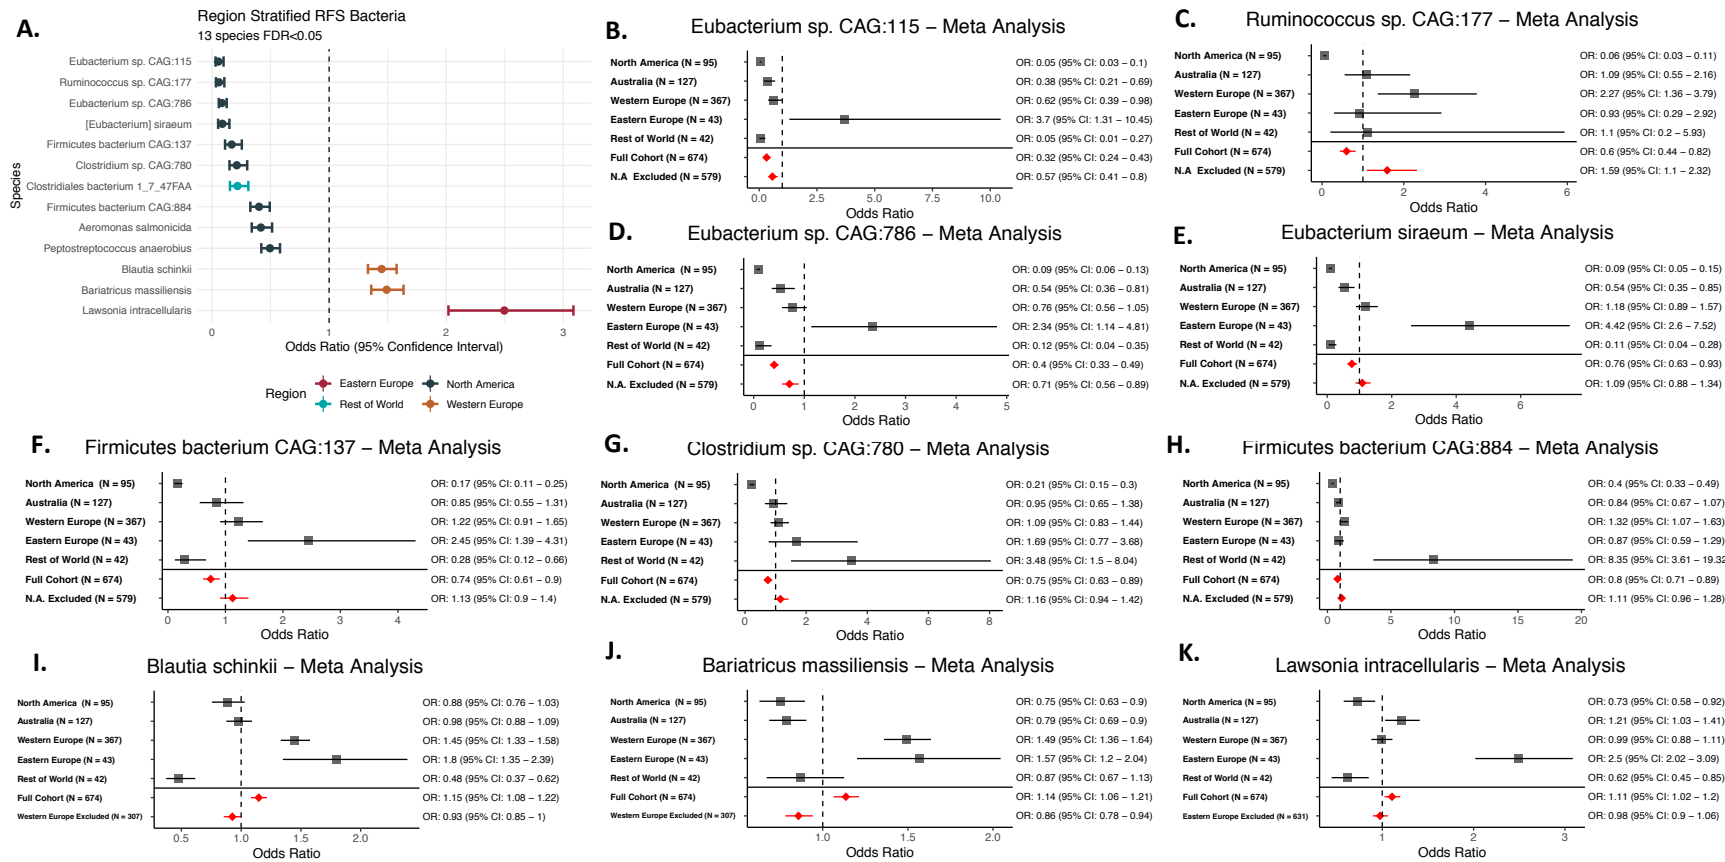 A.
Region Stratified RFS Bacteria
13 species FDR<0.05
Species
Eubacterium sp. CAG:115
Ruminococcus sp. CAG:177
Eubacterium sp. CAG:786
[Eubacterium] siraeum
Firmicutes bacterium CAG:137
Clostridium sp. CAG:780
Clostridiales bacterium 1_7_47FAA
Firmicutes bacterium CAG:884
Aeromonas salmonicida
Peptostreptococcus anaerobius
Blautia schinkii
Bariatricus massiliensis
Lawsonia intracellularis
0 1 2 3
Odds Ratio (95% Confidence Interval)
Region
Eastern Europe North America
Rest of World Western Europe
B.
Eubacterium sp. CAG:115 – Meta Analysis
North America (N = 95) OR: 0.05 (95% CI: 0.03 – 0.1)
Australia (N = 127) OR: 0.38 (95% CI: 0.21 – 0.69)
Western Europe (N = 367) OR: 0.62 (95% CI: 0.39 – 0.98)
Eastern Europe (N = 43) OR: 3.7 (95% CI: 1.31 – 10.45)
Rest of World (N = 42) OR: 0.05 (95% CI: 0.01 – 0.27)
Full Cohort (N = 674) OR: 0.32 (95% CI: 0.24 – 0.43)
N.A Excluded (N = 579) OR: 0.57 (95% CI: 0.41 – 0.8)
0.0 2.5 5.0 7.5 10.0
Odds Ratio
C.
Ruminococcus sp. CAG:177 – Meta Analysis
North America (N = 95) OR: 0.06 (95% CI: 0.03 – 0.11)
Australia (N = 127) OR: 1.09 (95% CI: 0.55 – 2.16)
Western Europe (N = 367) OR: 2.27 (95% CI: 1.36 – 3.79)
Eastern Europe (N = 43) OR: 0.93 (95% CI: 0.29 – 2.92)
Rest of World (N = 42) OR: 1.1 (95% CI: 0.2 – 5.93)
Full Cohort (N = 674) OR: 0.6 (95% CI: 0.44 – 0.82)
N.A Excluded (N = 579) OR: 1.59 (95% CI: 1.1 – 2.32)
0 2 4 6
Odds Ratio
D.
Eubacterium sp. CAG:786 – Meta Analysis
North America (N = 95) OR: 0.09 (95% CI: 0.06 – 0.13)
Australia (N = 127) OR: 0.54 (95% CI: 0.36 – 0.81)
Western Europe (N = 367) OR: 0.76 (95% CI: 0.56 – 1.05)
Eastern Europe (N = 43) OR: 2.34 (95% CI: 1.14 – 4.81)
Rest of World (N = 42) OR: 0.12 (95% CI: 0.04 – 0.35)
Full Cohort (N = 674) OR: 0.4 (95% CI: 0.33 – 0.49)
N.A. Excluded (N = 579) OR: 0.71 (95% CI: 0.56 – 0.89)
0 1 2 3 4 5
Odds Ratio
E.
Eubacterium siraeum – Meta Analysis
North America (N = 95) OR: 0.09 (95% CI: 0.05 – 0.15)
Australia (N = 127) OR: 0.54 (95% CI: 0.35 – 0.85)
Western Europe (N = 367) OR: 1.18 (95% CI: 0.89 – 1.57)
Eastern Europe (N = 43) OR: 4.42 (95% CI: 2.6 – 7.52)
Rest of World (N = 42) OR: 0.11 (95% CI: 0.04 – 0.28)
Full Cohort (N = 674) OR: 0.76 (95% CI: 0.63 – 0.93)
N.A. Excluded (N = 579) OR: 1.09 (95% CI: 0.88 – 1.34)
0 2 4 6
Odds Ratio
F.
Firmicutes bacterium CAG:137 – Meta Analysis
North America (N = 95) OR: 0.17 (95% CI: 0.11 – 0.25)
Australia (N = 127) OR: 0.85 (95% CI: 0.55 – 1.31)
Western Europe (N = 367) OR: 1.22 (95% CI: 0.91 – 1.65)
Eastern Europe (N = 43) OR: 2.45 (95% CI: 1.39 – 4.31)
Rest of World (N = 42) OR: 0.28 (95% CI: 0.12 – 0.66)
Full Cohort (N = 674) OR: 0.74 (95% CI: 0.61 – 0.9)
N.A. Excluded (N = 579) OR: 1.13 (95% CI: 0.9 – 1.4)
0 1 2 3 4
Odds Ratio
G.
Clostridium sp. CAG:780 – Meta Analysis
North America (N = 95) OR: 0.21 (95% CI: 0.15 – 0.3)
Australia (N = 127) OR: 0.95 (95% CI: 0.65 – 1.38)
Western Europe (N = 367) OR: 1.09 (95% CI: 0.83 – 1.44)
Eastern Europe (N = 43) OR: 1.69 (95% CI: 0.77 – 3.68)
Rest of World (N = 42) OR: 3.48 (95% CI: 1.5 – 8.04)
Full Cohort (N = 674) OR: 0.75 (95% CI: 0.63 – 0.89)
N.A. Excluded (N = 579) OR: 1.16 (95% CI: 0.94 – 1.42)
0 2 4 6 8
Odds Ratio
H.
Firmicutes bacterium CAG:884 – Meta Analysis
North America (N = 95) OR: 0.4 (95% CI: 0.33 – 0.49)
Australia (N = 127) OR: 0.84 (95% CI: 0.67 – 1.07)
Western Europe (N = 367) OR: 1.32 (95% CI: 1.07 – 1.63)
Eastern Europe (N = 43) OR: 0.87 (95% CI: 0.59 – 1.29)
Rest of World (N = 42) OR: 8.35 (95% CI: 3.61 – 19.32
Full Cohort (N = 674) OR: 0.8 (95% CI: 0.71 – 0.89)
N.A. Excluded (N = 579) OR: 1.11 (95% CI: 0.96 – 1.28)
0 5 10 15 20
Odds Ratio
I.
Blautia schinkii – Meta Analysis
North America (N = 95) OR: 0.88 (95% CI: 0.76 – 1.03)
Australia (N = 127) OR: 0.98 (95% CI: 0.88 – 1.09)
Western Europe (N = 367) OR: 1.45 (95% CI: 1.33 – 1.58)
Eastern Europe (N = 43) OR: 1.8 (95% CI: 1.35 – 2.39)
Rest of World (N = 42) OR: 0.48 (95% CI: 0.37 – 0.62)
Full Cohort (N = 674) OR: 1.15 (95% CI: 1.08 – 1.22)
Western Europe Excluded (N = 307) OR: 0.93 (95% CI: 0.85 – 1)
0.5 1.0 1.5 2.0
Odds Ratio
J.
Bariatricus massiliensis – Meta Analysis
North America (N = 95) OR: 0.75 (95% CI: 0.63 – 0.9)
Australia (N = 127) OR: 0.79 (95% CI: 0.69 – 0.9)
Western Europe (N = 367) OR: 1.49 (95% CI: 1.36 – 1.64)
Eastern Europe (N = 43) OR: 1.57 (95% CI: 1.2 – 2.04)
Rest of World (N = 42) OR: 0.87 (95% CI: 0.67 – 1.13)
Full Cohort (N = 674) OR: 1.14 (95% CI: 1.06 – 1.21)
Western Europe Excluded (N = 307) OR: 0.86 (95% CI: 0.78 – 0.94)
1.0 1.5 2.0
Odds Ratio
K.
Lawsonia intracellularis – Meta Analysis
North America (N = 95) OR: 0.73 (95% CI: 0.58 – 0.92)
Australia (N = 127) OR: 1.21 (95% CI: 1.03 – 1.41)
Western Europe (N = 367) OR: 0.99 (95% CI: 0.88 – 1.11)
Eastern Europe (N = 43) OR: 2.5 (95% CI: 2.02 – 3.09)
Rest of World (N = 42) OR: 0.62 (95% CI: 0.45 – 0.85)
Full Cohort (N = 674) OR: 1.11 (95% CI: 1.02 – 1.2)
Eastern Europe Excluded (N = 631) OR: 0.98 (95% CI: 0.9 – 1.06)
1 2 3
Odds Ratio